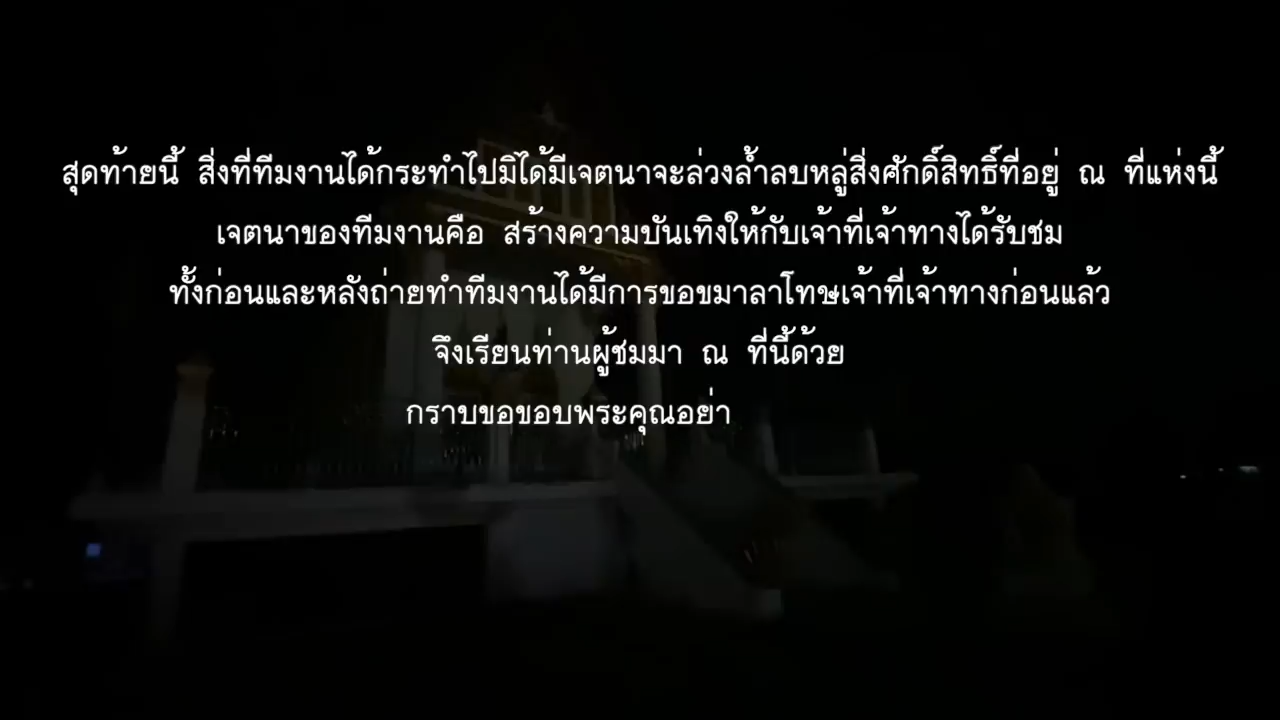 สุดท้ายนี้ สิ่งที่ทีมงานได้กระทำไปมิได้มีเจตนาจะล่วงล้ำลบหลู่สิ่งศักดิ์สิทธิ์ที่อยู่ ณ ที่แห่งนี้
เจตนาของทีมงานคือ สร้างความบันเทิงให้กับเจ้าที่เจ้าทางได้รับชม
ทั้งก่อนและหลังถ่ายทำทีมงานได้มีการขอขมาลาโทษเจ้าที่เจ้าทางก่อนแล้ว
จึงเรียนท่านผู้ชมมา ณ ที่นี้ด้วย
กราบขอขอบพระคุณอย่า